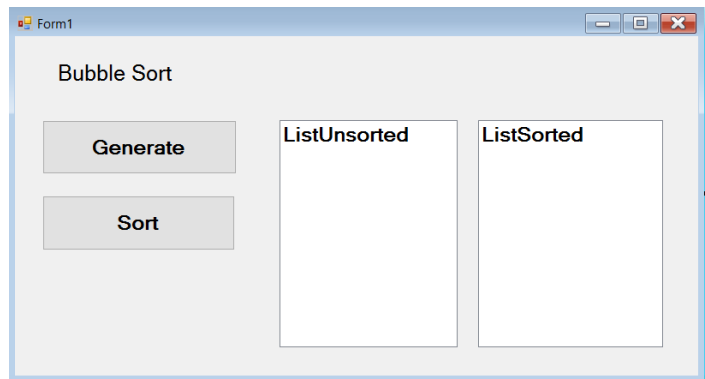 Form1
Bubble Sort
Generate
Sort
ListUnsorted
ListSorted